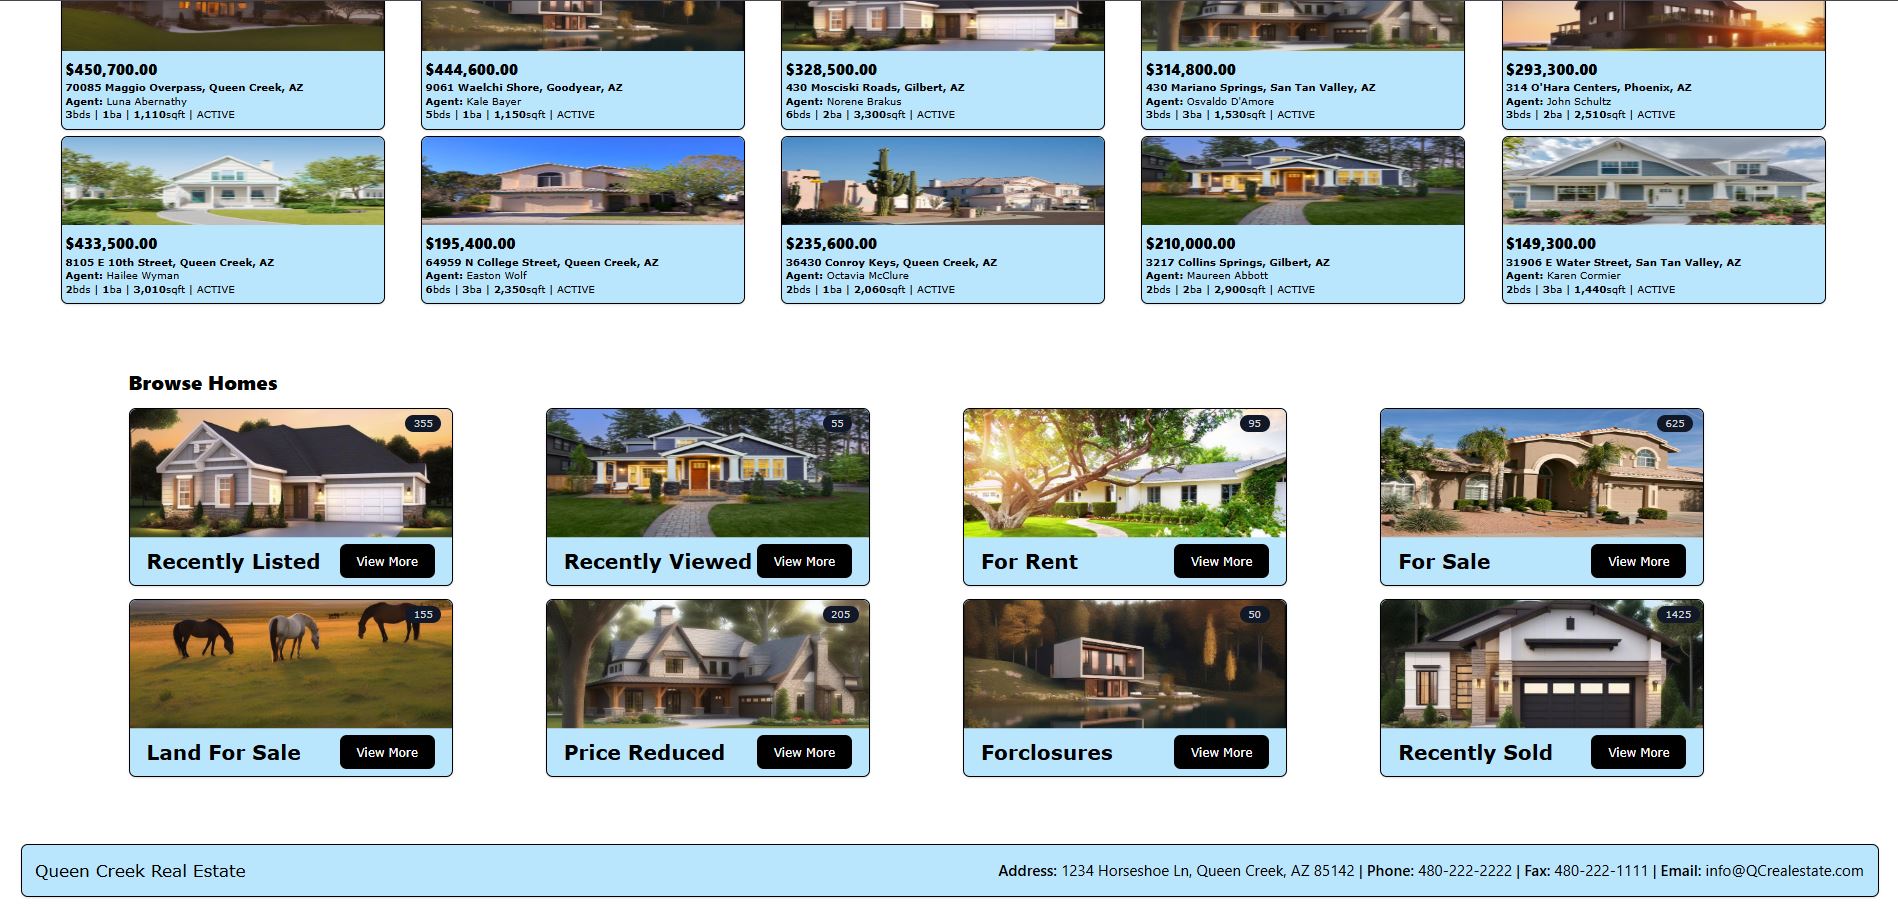 $450,700.00
70085 Maggio Overpass, Queen Creek, AZ
Agent: Luna Abernathy
3bds | 1ba | 1,110sqft | ACTIVE
$444,600.00
9061 Waelchi Shore, Goodyear, AZ
Agent: Kale Bayer
5bds | 1ba | 1,150sqft | ACTIVE
$328,500.00
430 Mosciski Roads, Gilbert, AZ
Agent: Norene Brakus
6bds | 2ba | 3,300sqft | ACTIVE
$314,800.00
430 Mariano Springs, San Tan Valley, AZ
Agent: Osvaldo D'Amore
3bds | 3ba | 1,530sqft | ACTIVE
$293,300.00
314 O'Hara Centers, Phoenix, AZ
Agent: John Schultz
3bds | 2ba | 2,510sqft | ACTIVE
$433,500.00
8105 E 10th Street, Queen Creek, AZ
Agent: Hailee Wyman
2bds | 1ba | 3,010sqft | ACTIVE
$195,400.00
64959 N College Street, Queen Creek, AZ
Agent: Easton Wolf
6bds | 3ba | 2,350sqft | ACTIVE
$235,600.00
36430 Conroy Keys, Queen Creek, AZ
Agent: Octavia McClure
2bds | 1ba | 2,060sqft | ACTIVE
$210,000.00
3217 Collins Springs, Gilbert, AZ
Agent: Maureen Abbott
2bds | 2ba | 2,900sqft | ACTIVE
$149,300.00
31906 E Water Street, San Tan Valley, AZ
Agent: Karen Cormier
2bds | 3ba | 1,440sqft | ACTIVE
Browse Homes
355
Recently Listed
View More
55
Recently Viewed
View More
95
For Rent
View More
625
For Sale
View More
155
Land For Sale
View More
205
Price Reduced
View More
50
Forclosures
View More
1425
Recently Sold
View More
Queen Creek Real Estate
Address: 1234 Horseshoe Ln, Queen Creek, AZ 85142 | Phone: 480-222-2222 | Fax: 480-222-1111 | Email: info@QCrealestate.com